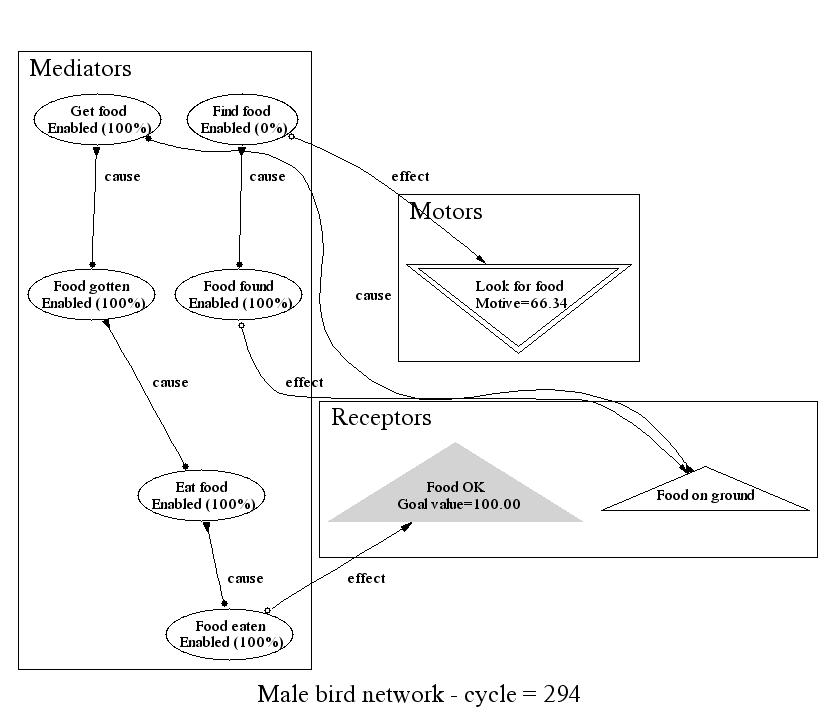 Mediators
Get food
Enabled (100%)
Find food
Enabled (0%)
cause
cause
effect
Motors
Look for food
Motive=66.34
Food gotten
Enabled (100%)
Food found
Enabled (100%)
cause
cause
effect
Receptors
Food OK
Goal value=100.00
Food on ground
Eat food
Enabled (100%)
cause
effect
Food eaten
Enabled (100%)
Male bird network - cycle = 294